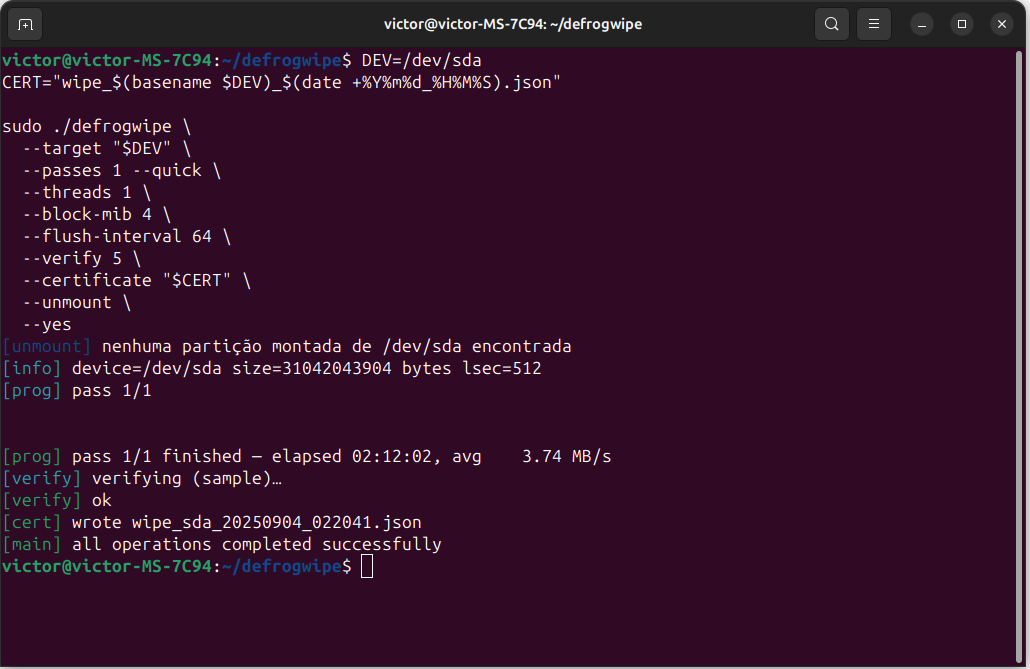 victor@victor-MS-7C94: ~/defrogwipe
victor@victor-MS-7C94:~/defrogwipe$ DEV=/dev/sda
CERT="wipe_$(basename $DEV)_$(date +%Y%m%d_%H%M%S).json"
sudo ./defrogwipe \
--target "$DEV" \
--passes 1 --quick \
--threads 1 \
--block-mib 4 \
--flush-interval 64 \
--verify 5 \
--certificate "$CERT" \
--unmount \
--yes
[unmount] nenhuma partição montada de /dev/sda encontrada
[info] device=/dev/sda size=31042043904 bytes lsec=512
[prog] pass 1/1
[prog] pass 1/1 finished — elapsed 02:12:02, avg    3.74 MB/s
[verify] verifying (sample)…
[verify] ok
[cert] wrote wipe_sda_20250904_022041.json
[main] all operations completed successfully
victor@victor-MS-7C94:~/defrogwipe$